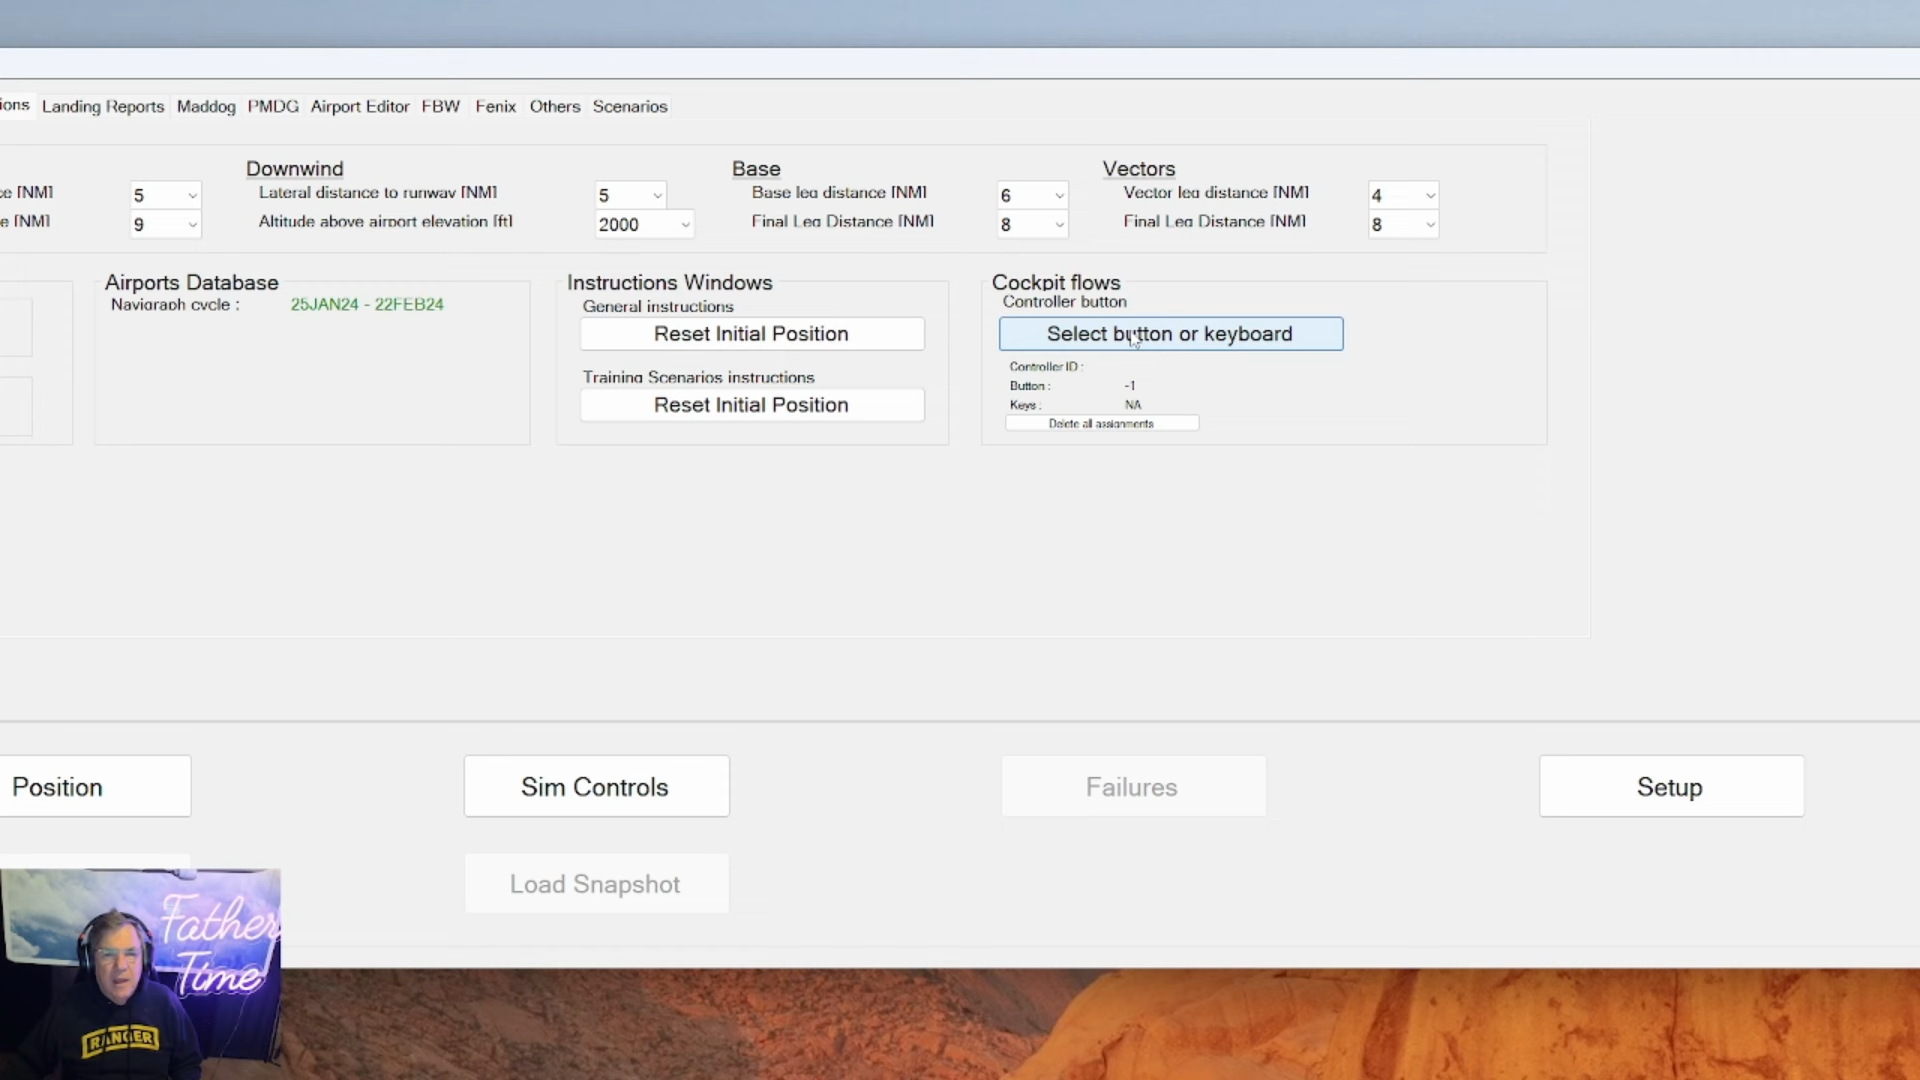 ions Landing Reports Maddog PMDG Airport Editor FBW Fenix Others Scenarios
Downwind Base Vectors
ce [NM] 5 Lateral distance to runway [NM] 5 Base leg distance [NM] 6 Vector leg distance [NM] 4
e [NM] 9 Altitude above airport elevation [ft] 2000 Final Leg Distance [NM] 8 Final Leg Distance [NM] 8
Airports Database Instructions Windows Cockpit flows
Navigraph cycle : 25JAN24 - 22FEB24 General instructions Controller button
Reset Initial Position Select button or keyboard
Training Scenarios instructions Controller ID :
Button : -1
Reset Initial Position Keys : NA
Delete all assignments
Position Sim Controls Failures Setup
Load Snapshot
Father
Time
RANGER